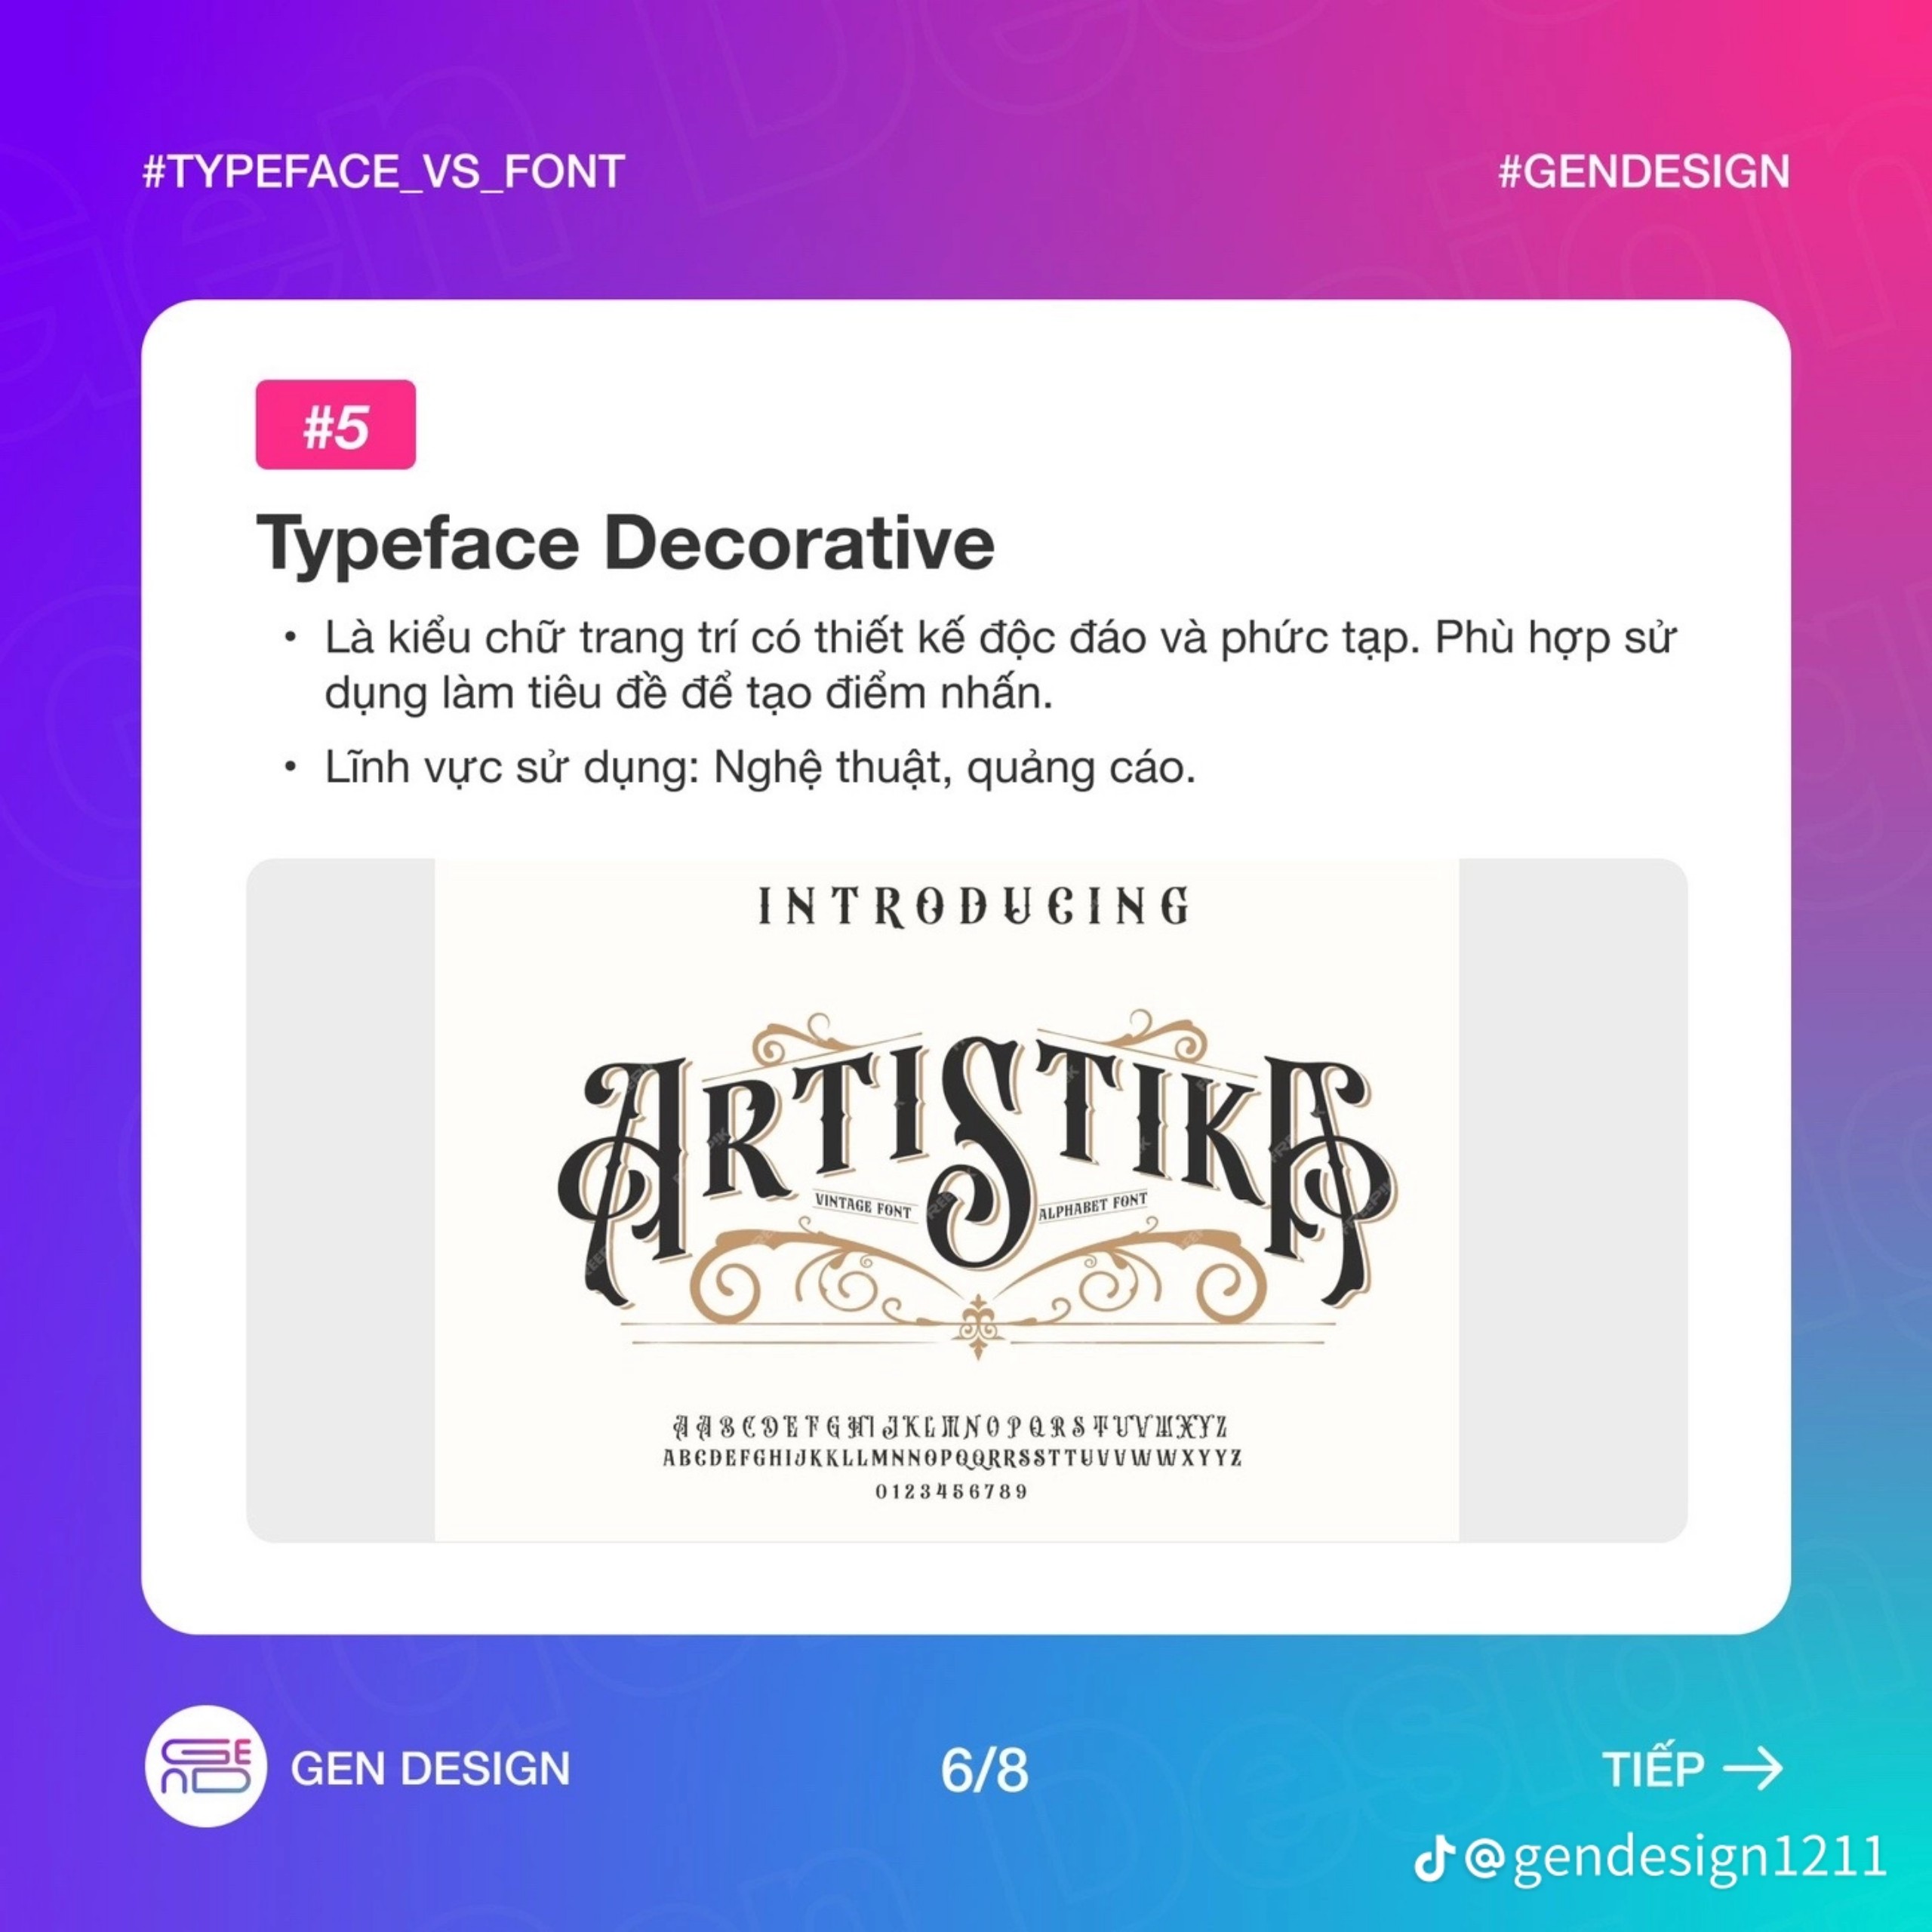 #TYPEFACE_VS_FONT
#GENDESIGN
#5
Typeface Decorative
• Là kiểu chữ trang trí có thiết kế độc đáo và phức tạp. Phù hợp sử
dụng làm tiêu đề để tạo điểm nhấn.
• Lĩnh vực sử dụng: Nghệ thuật, quảng cáo.
INTRODUCING
ARTISTIKA
VINTAGE FONT
ALPHABET FONT
AABCDEFGHIJKLMNOPQRSTUVWXYZ
ABCDEFGHIJKKLLMNNOPQQRRSSTTUVVWWXYYZ
0123456789
GEN DESIGN
6/8
TIẾP →
@gendesign1211